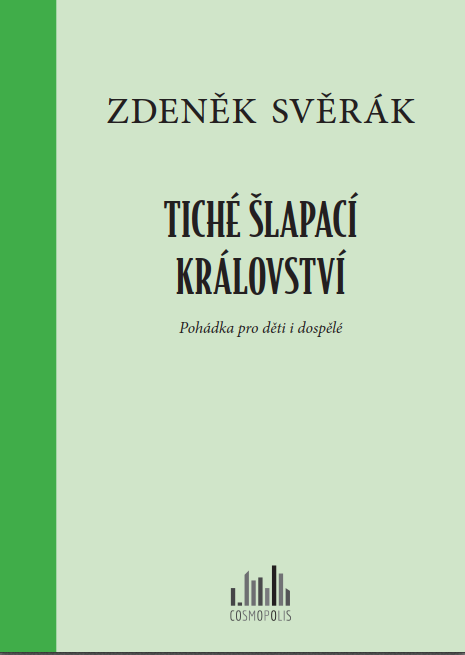 ZDENĚK SVĚRÁK
TICHÉ ŠLAPACÍ
KRÁLOVSTVÍ
Pohádka pro děti i dospělé
COSMOPOLIS